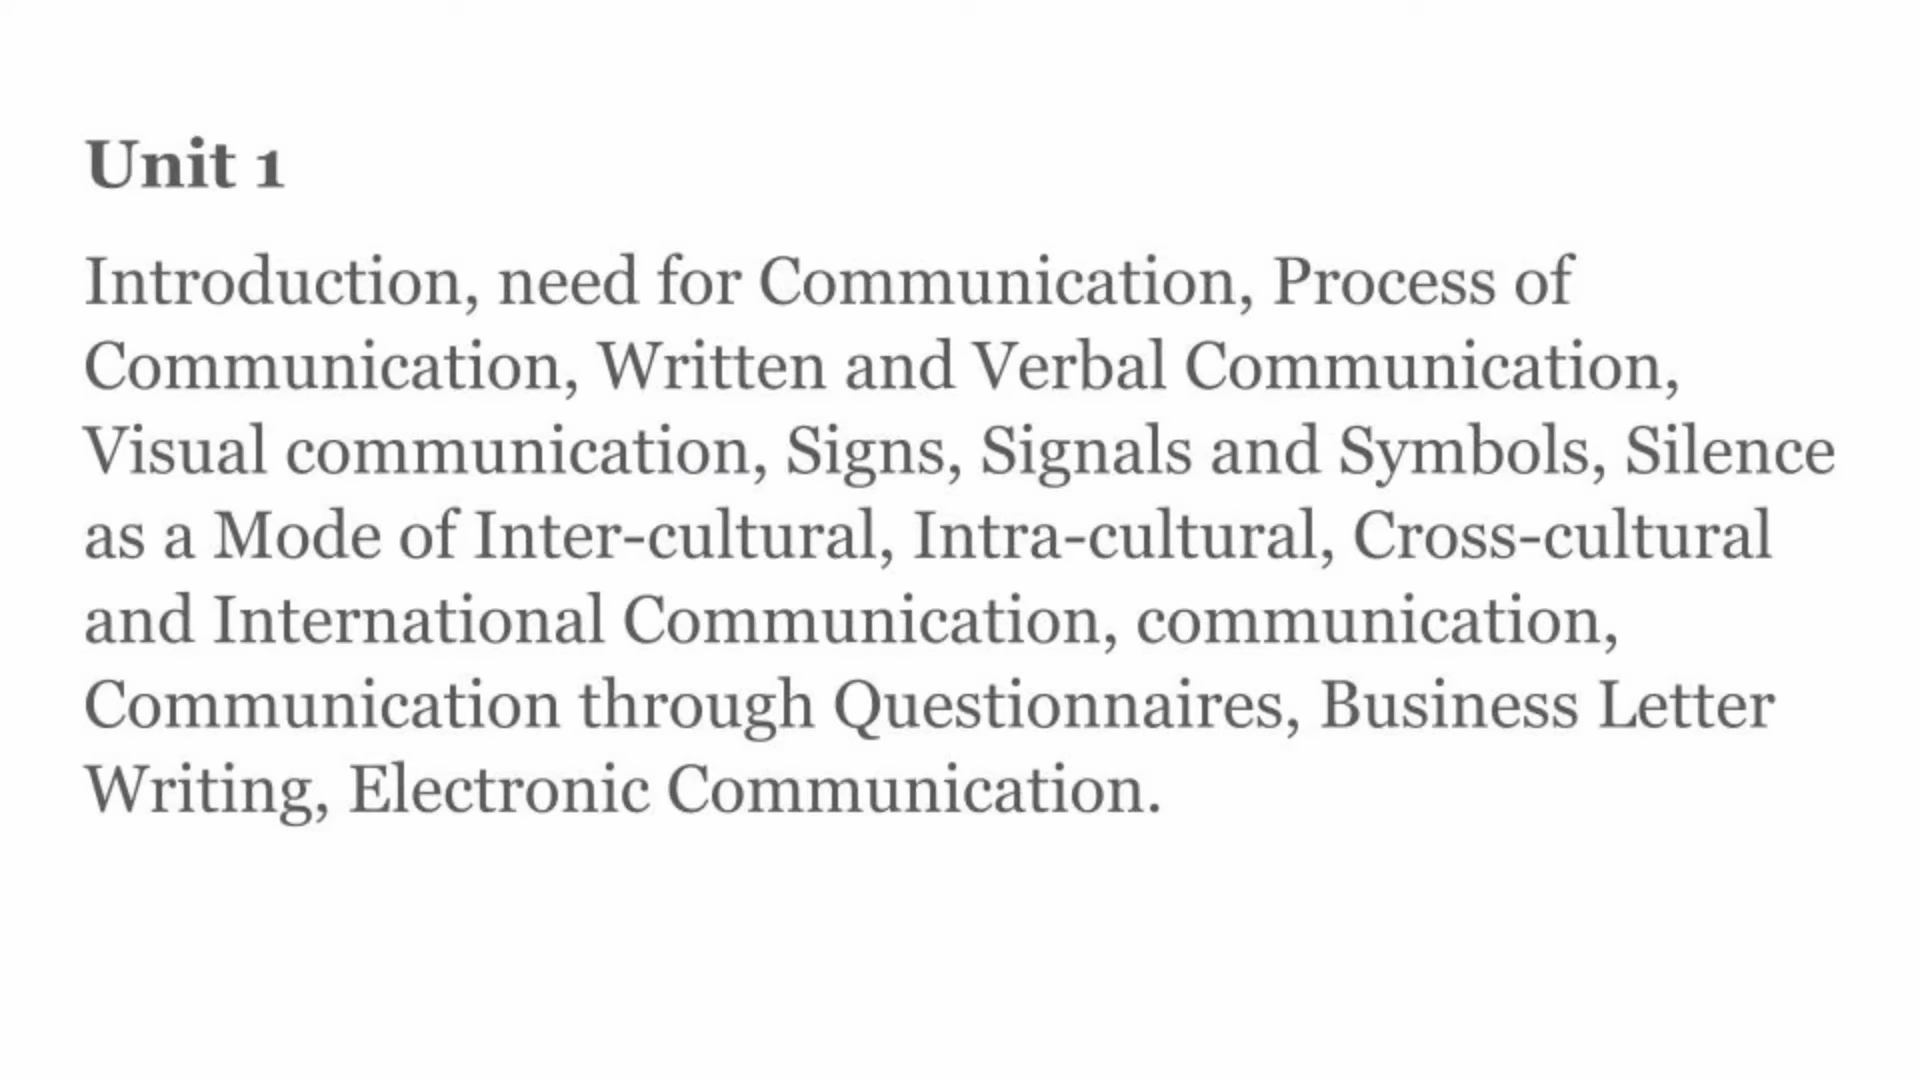 Unit 1
Introduction, need for Communication, Process of
Communication, Written and Verbal Communication,
Visual communication, Signs, Signals and Symbols, Silence
as a Mode of Inter-cultural, Intra-cultural, Cross-cultural
and International Communication, communication,
Communication through Questionnaires, Business Letter
Writing, Electronic Communication.